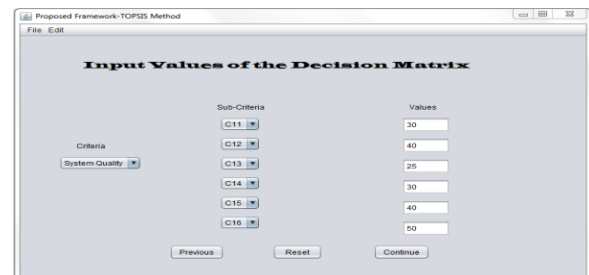 Proposed Framework-TOPSIS Method
File Edit
Input Values of the Decision Matrix
Sub-Criteria Values
C11 30
C12 40
Criteria
System Quality C13 25
C14 30
C15 40
C16 50
Previous Reset Continue